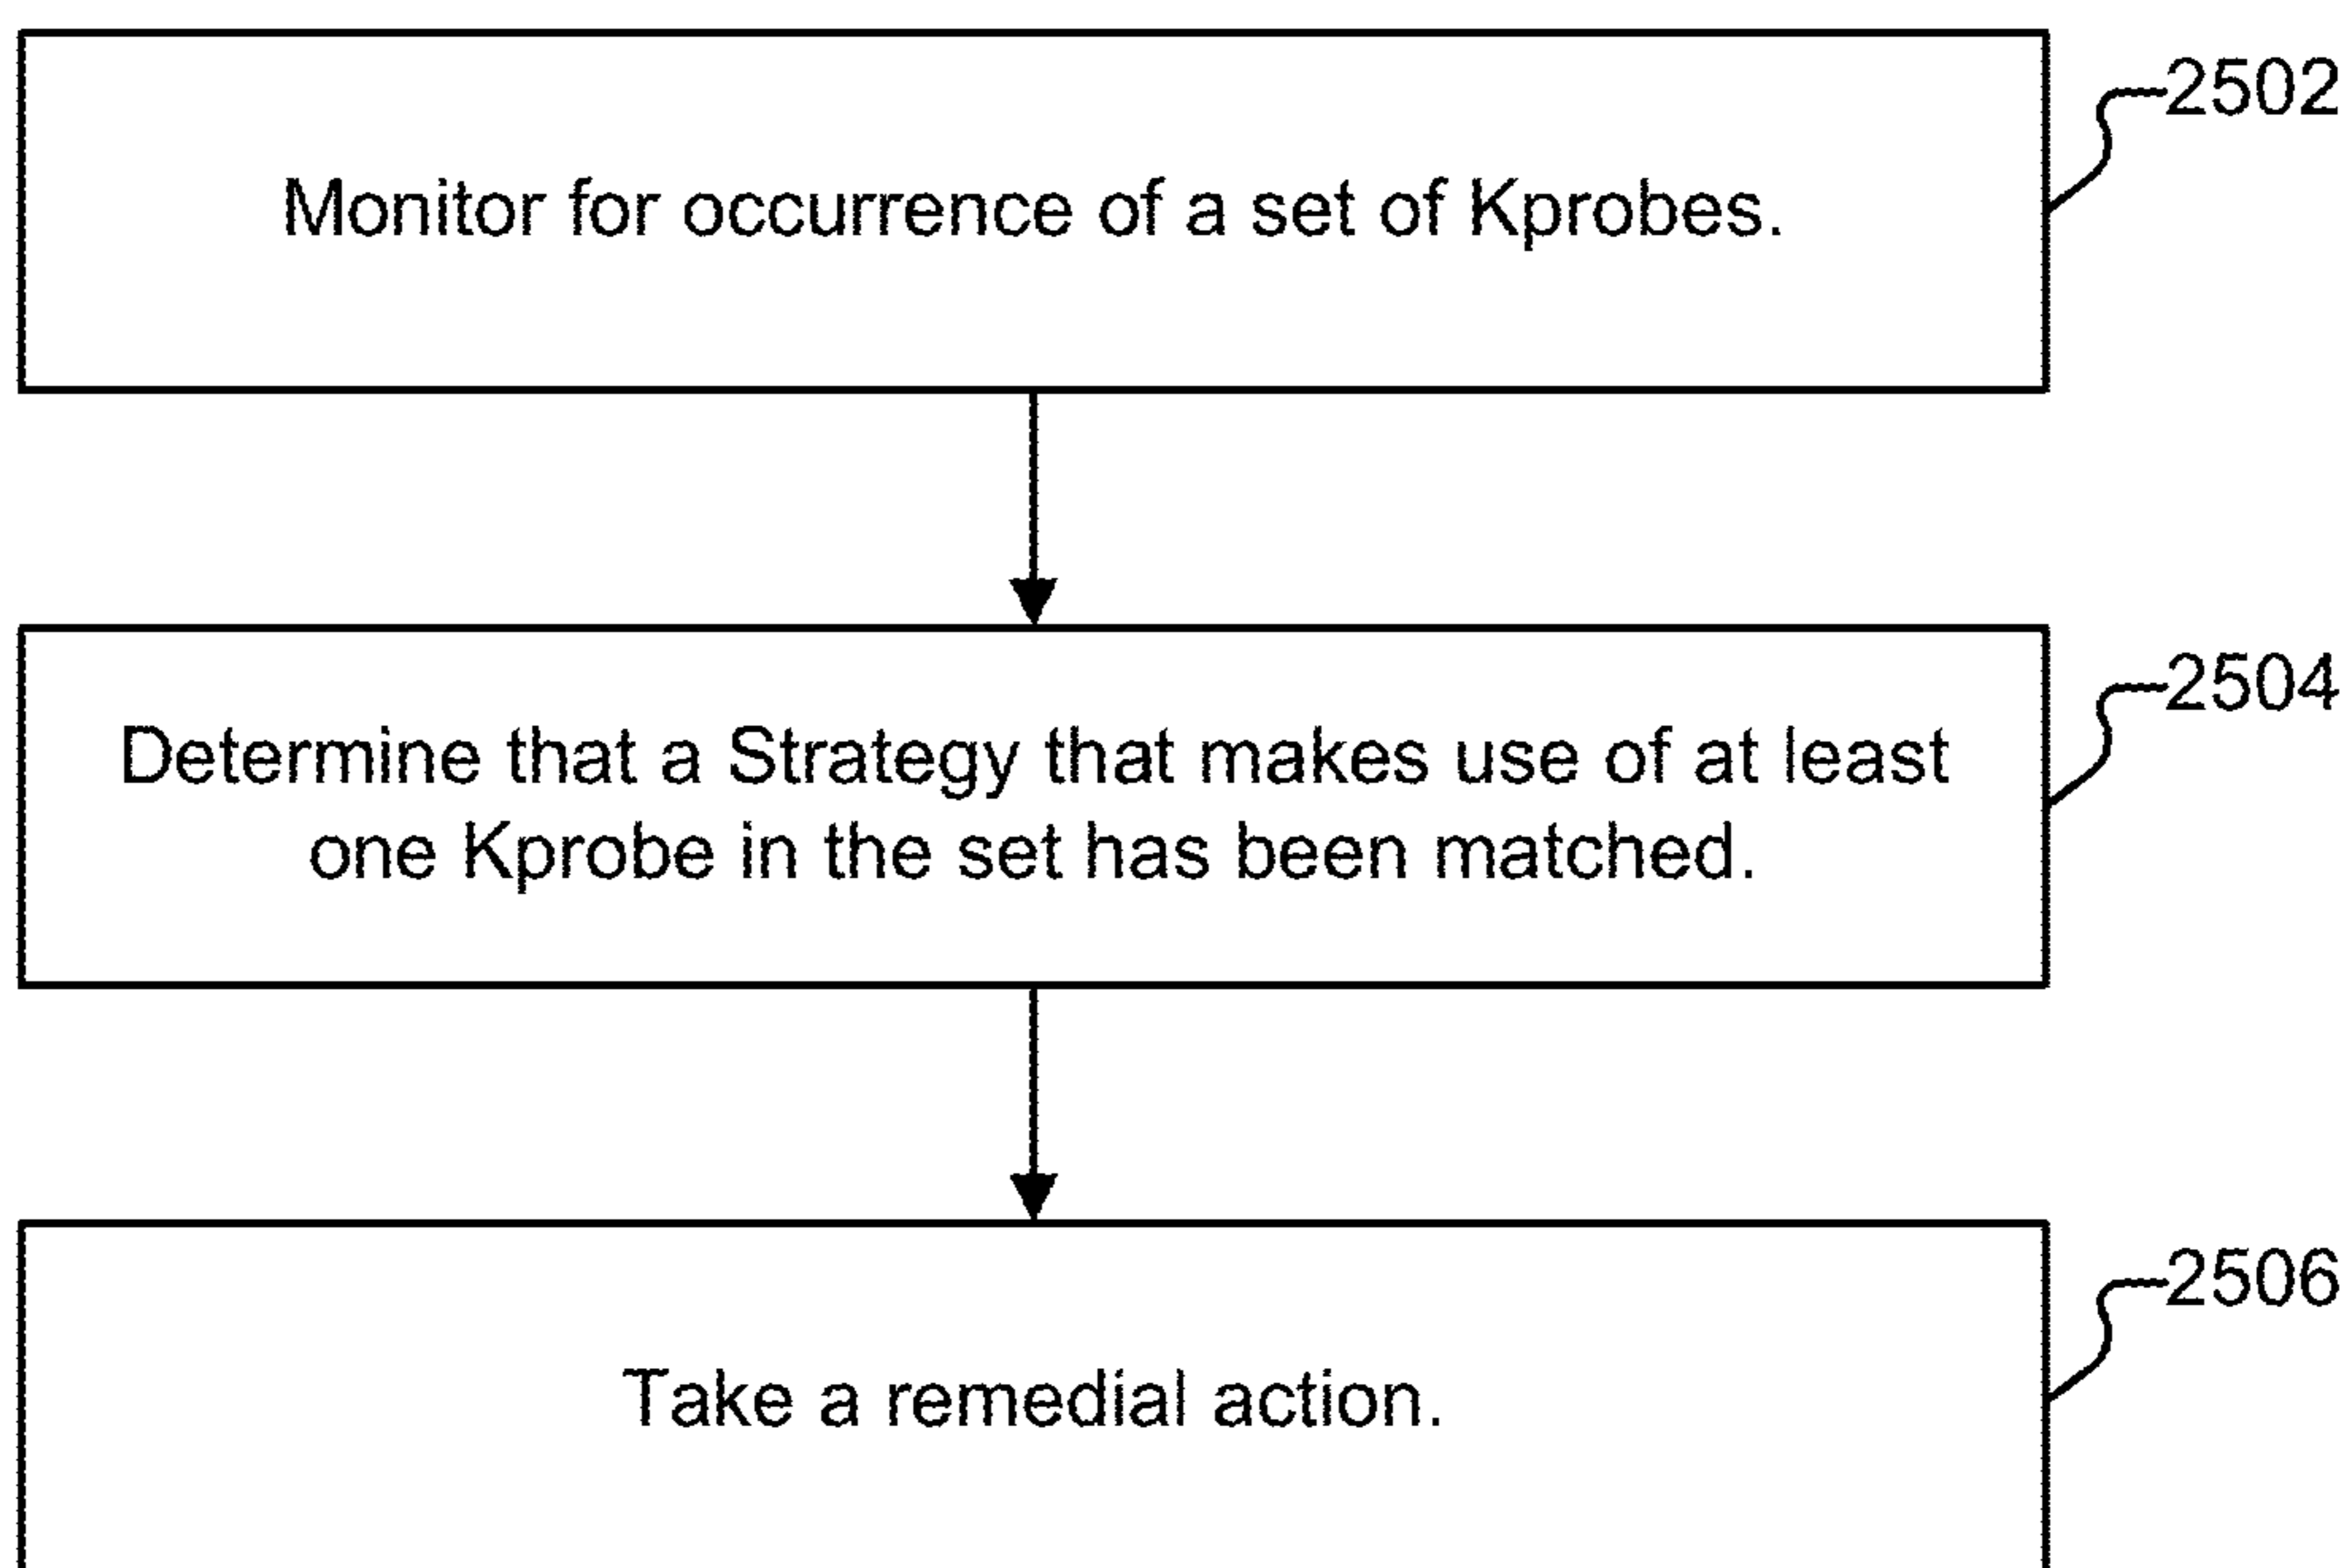 2502
Monitor for occurrence of a set of Kprobes.
2504
Determine that a Strategy that makes use of at least
one Kprobe in the set has been matched.
2506
Take a remedial action.